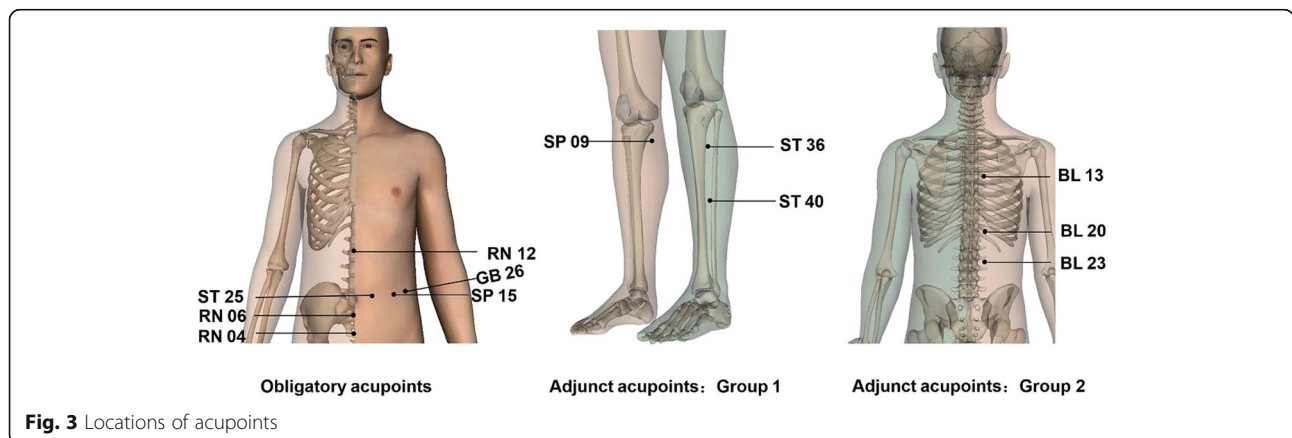 RN 12
GB 26
ST 25
SP 15
RN 06
RN 04
Obligatory acupoints
SP 09
ST 36
ST 40
Adjunct acupoints：Group 1
BL 13
BL 20
BL 23
Adjunct acupoints：Group 2
Fig. 3 Locations of acupoints